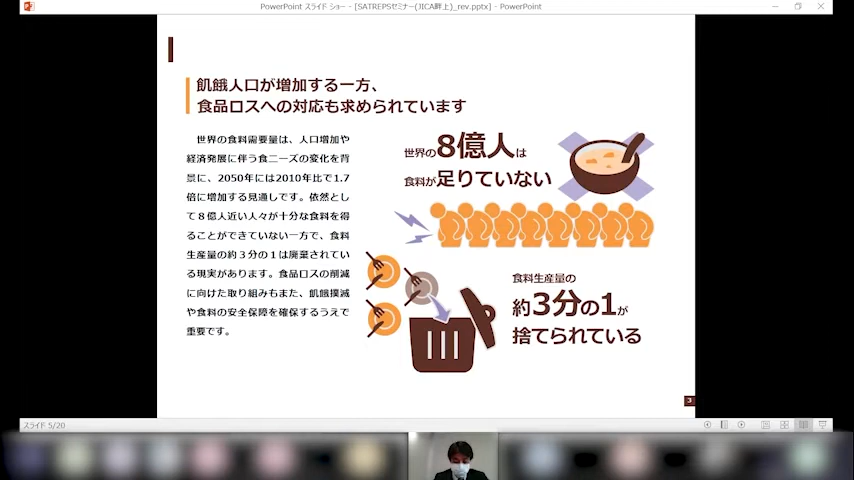 PowerPoint スライド ショー - [SATREPSセミナー(JICA畔上)_rev.pptx] - PowerPoint
飢餓人口が増加する一方、
食品ロスへの対応も求められています
世界の食料需要量は、人口増加や
経済発展に伴う食ニーズの変化を背
景に、2050年には2010年比で1.7
倍に増加する見通しです。依然とし
て８億人近い人々が十分な食料を得
ることができていない一方で、食料
生産量の約３分の１は廃棄されてい
る現実があります。食品ロスの削減
に向けた取り組みもまた、飢餓撲滅
や食料の安全保障を確保するうえで
重要です。
世界の8億人は
食料が足りていない
食料生産量の
約3分の1が
捨てられている
3
スライド 5/20